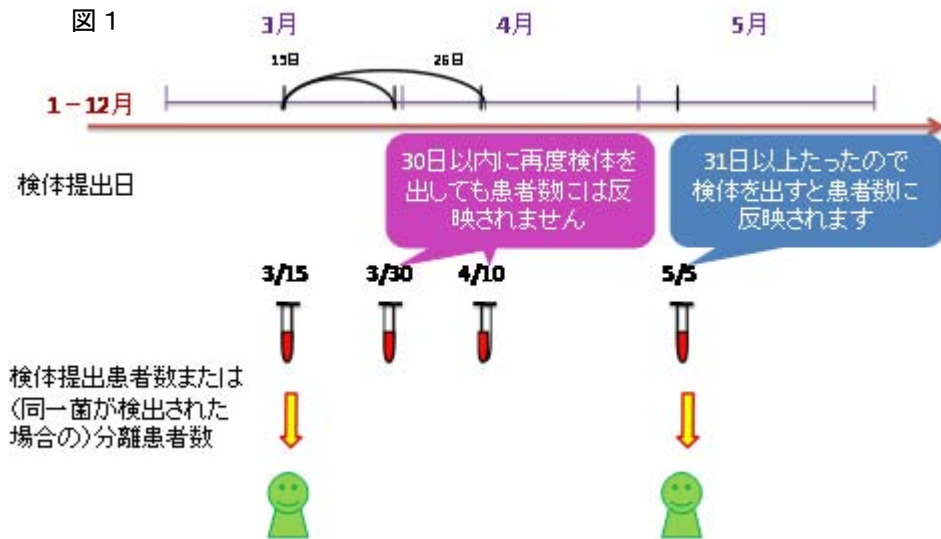 図1
3月 4月 5月
15日 26日
1-12月
検体提出日
30日以内に再度検体を
出しても患者数には反
映されません
31日以上たったので
検体を出すと患者数に
反映されます
3/15 3/30 4/10 5/5
検体提出患者数または
(同一菌が検出された
場合の)分離患者数